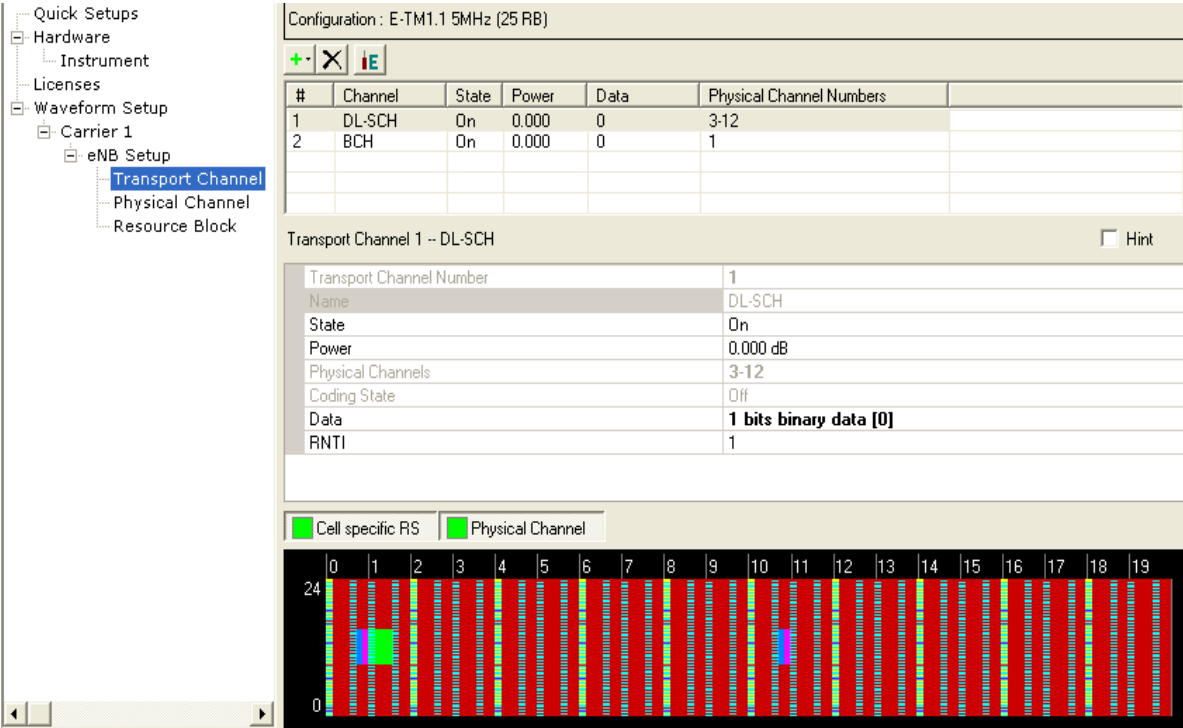 Quick Setups
Hardware
Instrument
Licenses
Waveform Setup
Carrier 1
eNB Setup
Transport Channel
Physical Channel
Resource Block
Configuration : E-TM1.1 5MHz (25 RB)
E
# Channel State Power Data Physical Channel Numbers
1 DL-SCH On 0.000 0 3-12
2 BCH On 0.000 0 1
Transport Channel 1 -- DL-SCH Hint
Transport Channel Number 1
Name DL-SCH
State On
Power 0.000 dB
Physical Channels 3-12
Coding State Off
Data 1 bits binary data [0]
RNTI 1
Cell specific RS Physical Channel
0 1 2 3 4 5 6 7 8 9 10 11 12 13 14 15 16 17 18 19
24
0